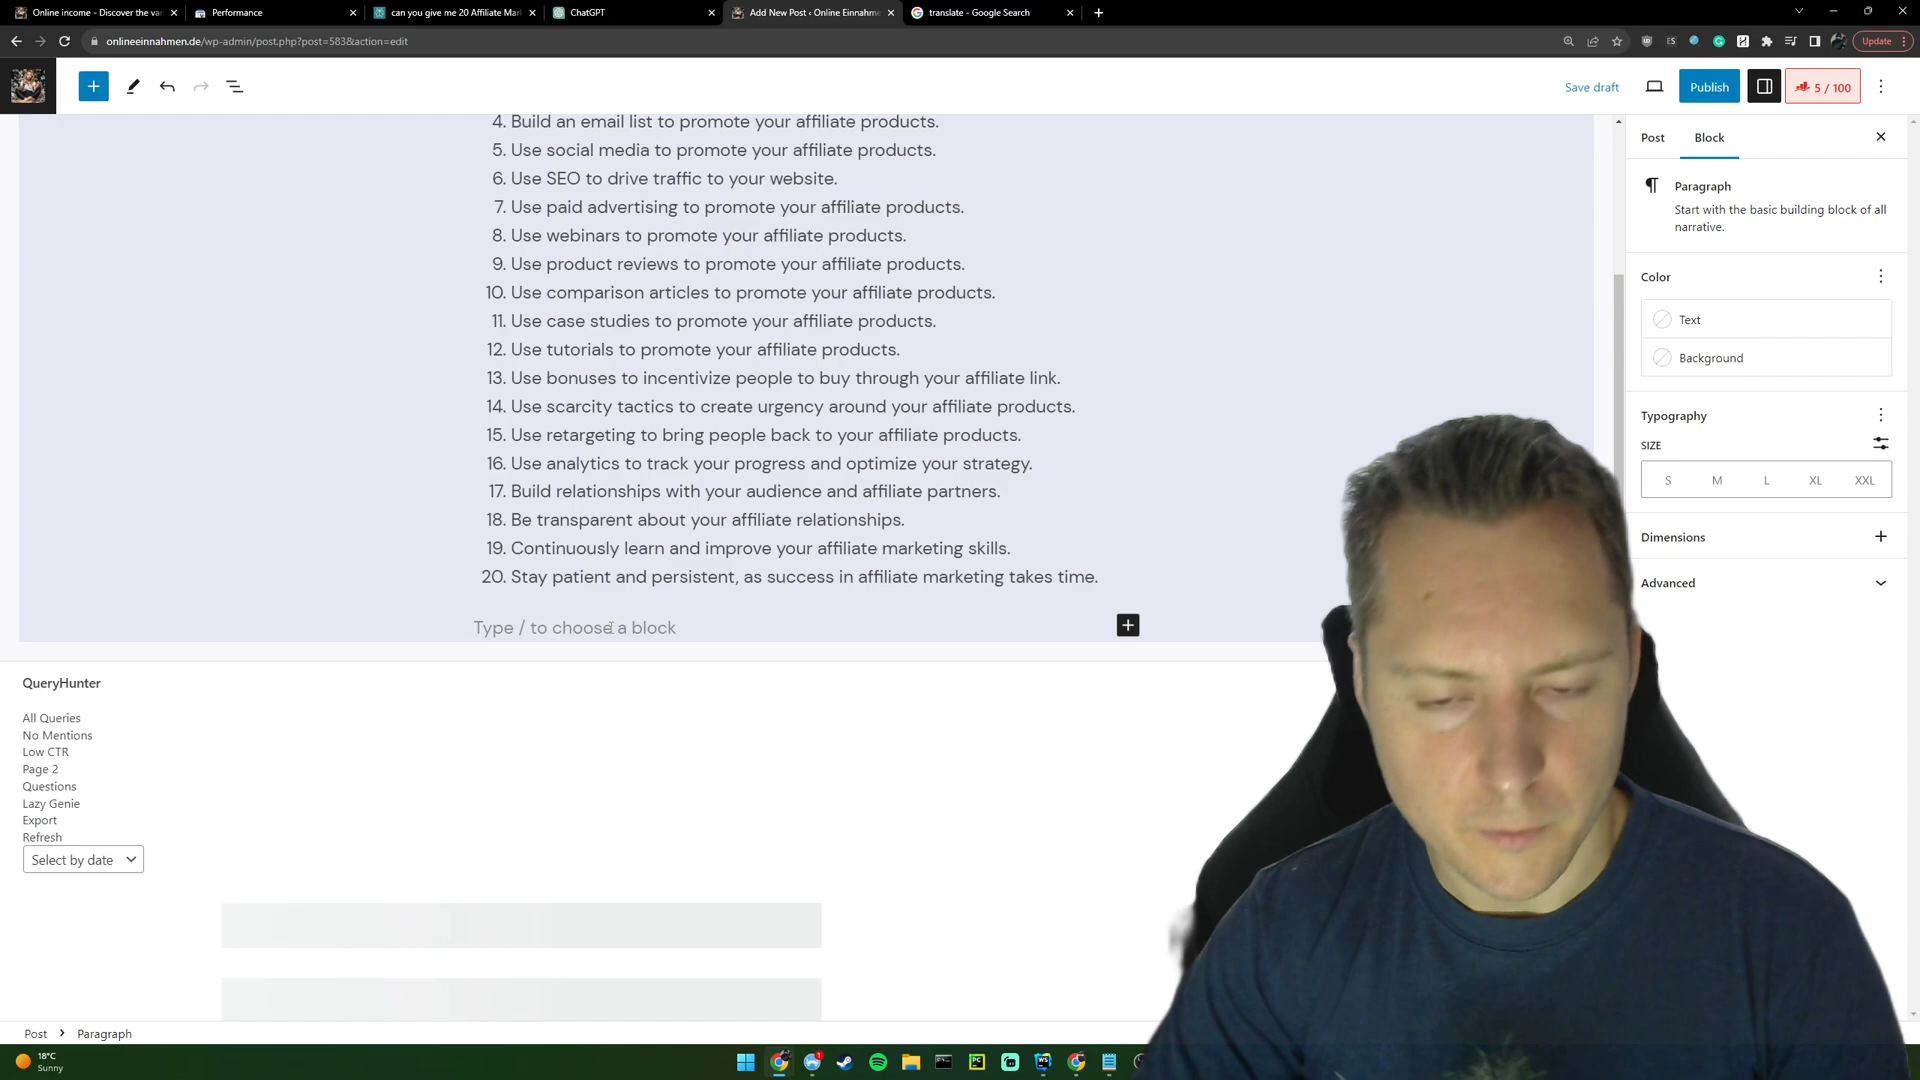 Online income - Discover the va
Performance
can you give me 20 Affiliate Mar
ChatGPT
Add New Post ‹ Online Einnahme
translate - Google Search
onlineeinnahmen.de/wp-admin/post.php?post=583&action=edit
Update
Save draft
Publish
5 / 100
4. Build an email list to promote your affiliate products.
5. Use social media to promote your affiliate products.
6. Use SEO to drive traffic to your website.
7. Use paid advertising to promote your affiliate products.
8. Use webinars to promote your affiliate products.
9. Use product reviews to promote your affiliate products.
10. Use comparison articles to promote your affiliate products.
11. Use case studies to promote your affiliate products.
12. Use tutorials to promote your affiliate products.
13. Use bonuses to incentivize people to buy through your affiliate link.
14. Use scarcity tactics to create urgency around your affiliate products.
15. Use retargeting to bring people back to your affiliate products.
16. Use analytics to track your progress and optimize your strategy.
17. Build relationships with your audience and affiliate partners.
18. Be transparent about your affiliate relationships.
19. Continuously learn and improve your affiliate marketing skills.
20. Stay patient and persistent, as success in affiliate marketing takes time.
Type / to choose a block
Post
Block
Paragraph
Start with the basic building block of all
narrative.
Color
Text
Background
Typography
SIZE
S
M
L
XL
XXL
Dimensions
Advanced
QueryHunter
All Queries
No Mentions
Low CTR
Page 2
Questions
Lazy Genie
Export
Refresh
Select by date
Post
Paragraph
18°C
Sunny